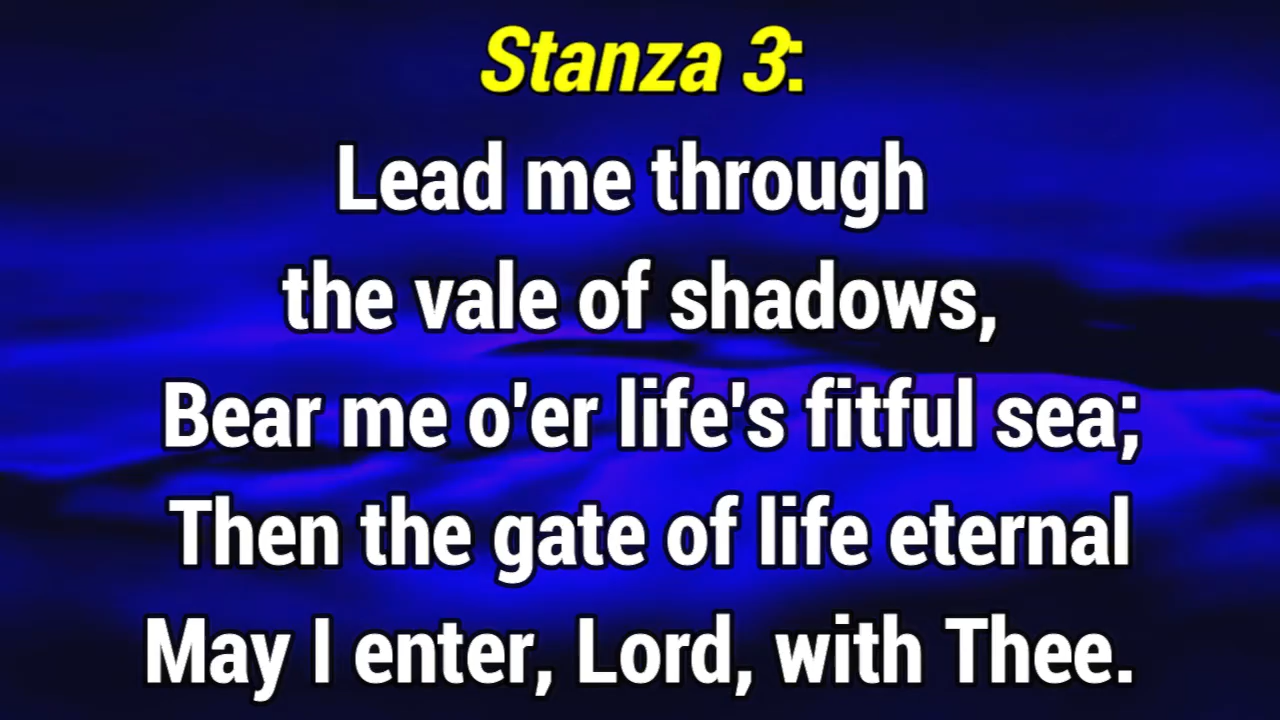 Stanza 3:
Lead me through
the vale of shadows,
Bear me o'er life's fitful sea;
Then the gate of life eternal
May I enter, Lord, with Thee.